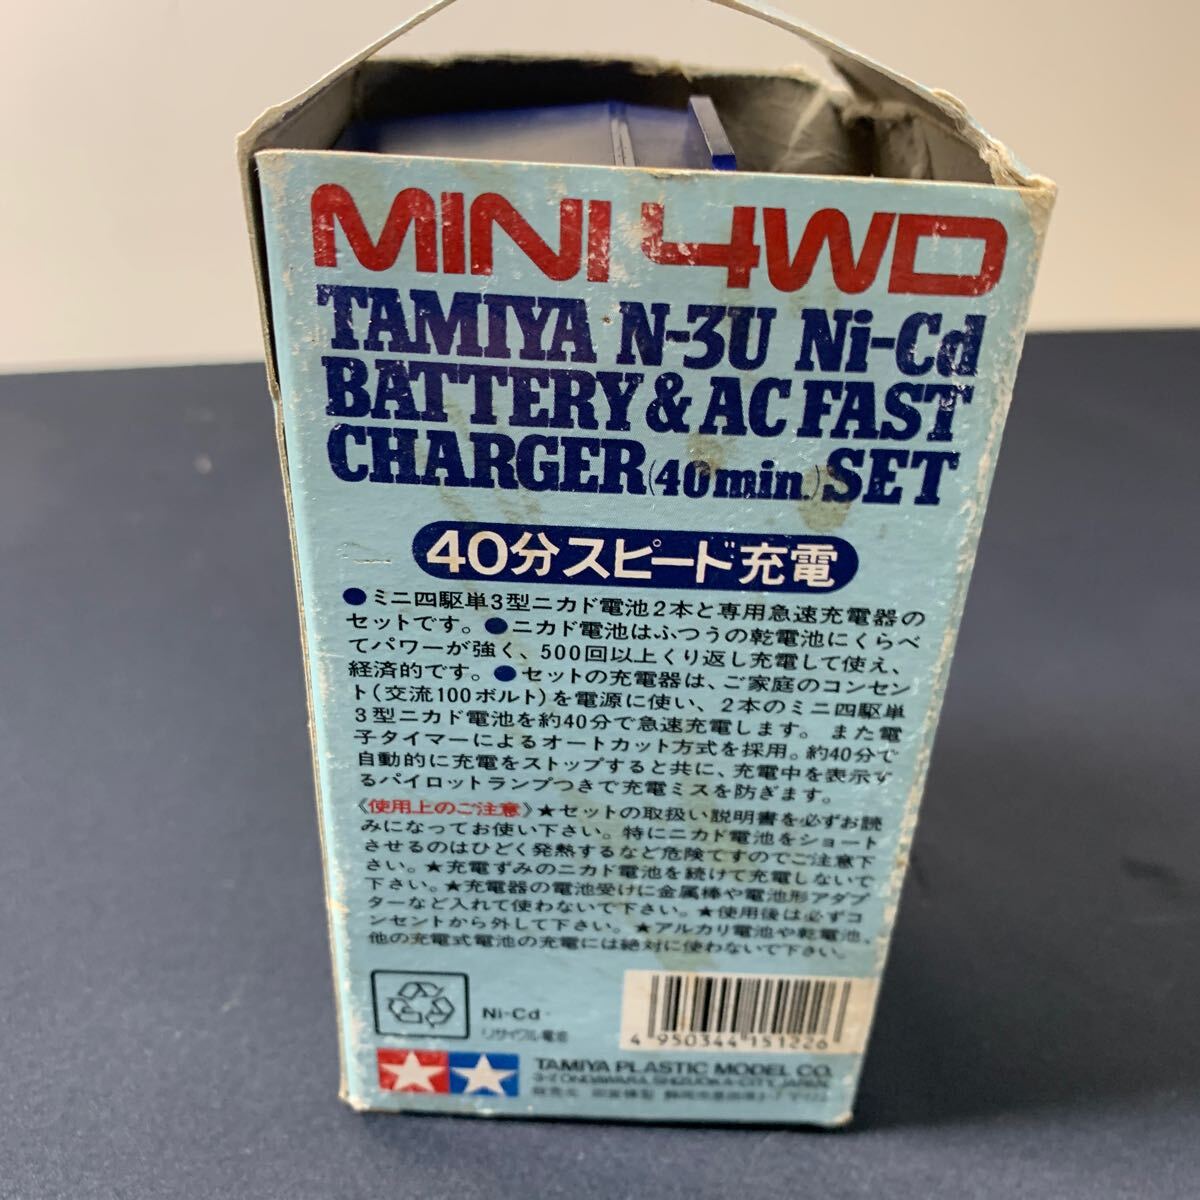 MINI 4WD
TAMIYA N-3U Ni-Cd
BATTERY & AC FAST
CHARGER (40min.) SET
40分スピード充電
●ミニ四駆単3型ニカド電池2本と専用急速充電器の
セットです。●ニカド電池はふつうの乾電池にくらべ
てパワーが強く、500回以上くり返し充電して使え、
経済的です。●セットの充電器は、ご家庭のコンセン
ト(交流100ボルト)を電源に使い、2本のミニ四駆単
3型ニカド電池を約40分で急速充電します。また電
子タイマーによるオートカット方式を採用。約40分で
自動的に充電をストップすると共に、充電中を表示す
るパイロットランプつきで充電ミスを防ぎます。
《使用上のご注意》★セットの取扱い説明書を必ずお読
みになってお使い下さい。特にニカド電池をショート
させるのはひどく発熱するなど危険ですのでご注意下
さい。★充電ずみのニカド電池を続けて充電しないで
下さい。★充電器の電池受けに金属棒や電池形アダプ
ターなど入れて使わないで下さい。★使用後は必ずコ
ンセントから外して下さい。★アルカリ電池や乾電池、
他の充電式電池の充電には絶対に使わないで下さい。
Ni-Cd
リサイクル電池
4 950344 151226
TAMIYA PLASTIC MODEL CO.
3-7 ONDAWARA, SHIZUOKA-CITY, JAPAN.